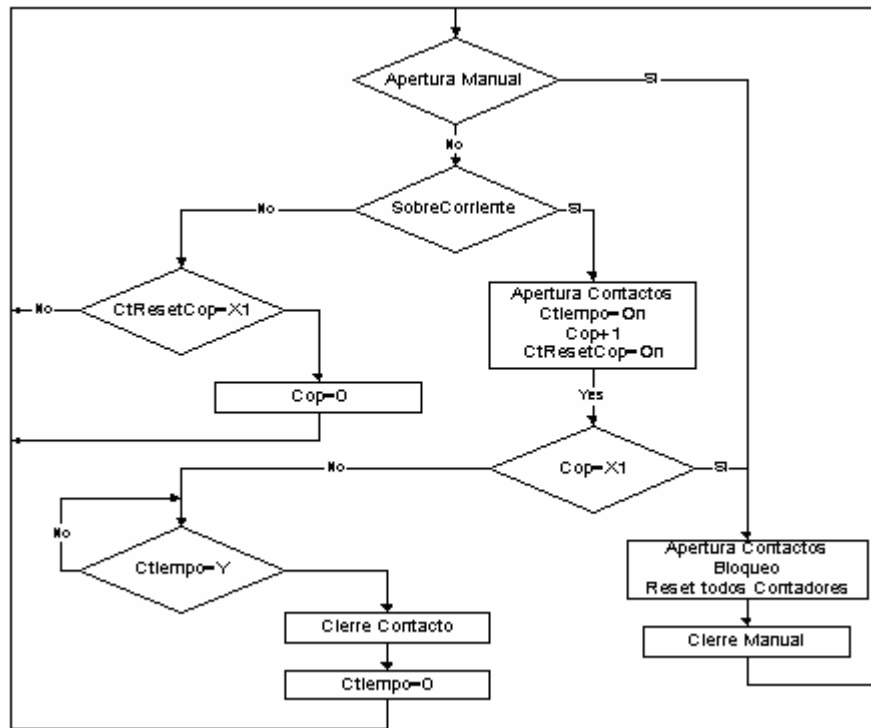 Apertura Manual
SI
No
SobreCorriente
No
SI
CtResetCop=X1
No
Apertura Contactos
Ctiempo=On
Cop+1
CtResetCop=On
Cop=0
Yes
Cop=X1
No
SI
No
Ctiempo=Y
Apertura Contactos
Bloqueo
Reset todos Contadores
Cierre Contacto
Cierre Manual
Ctiempo=0